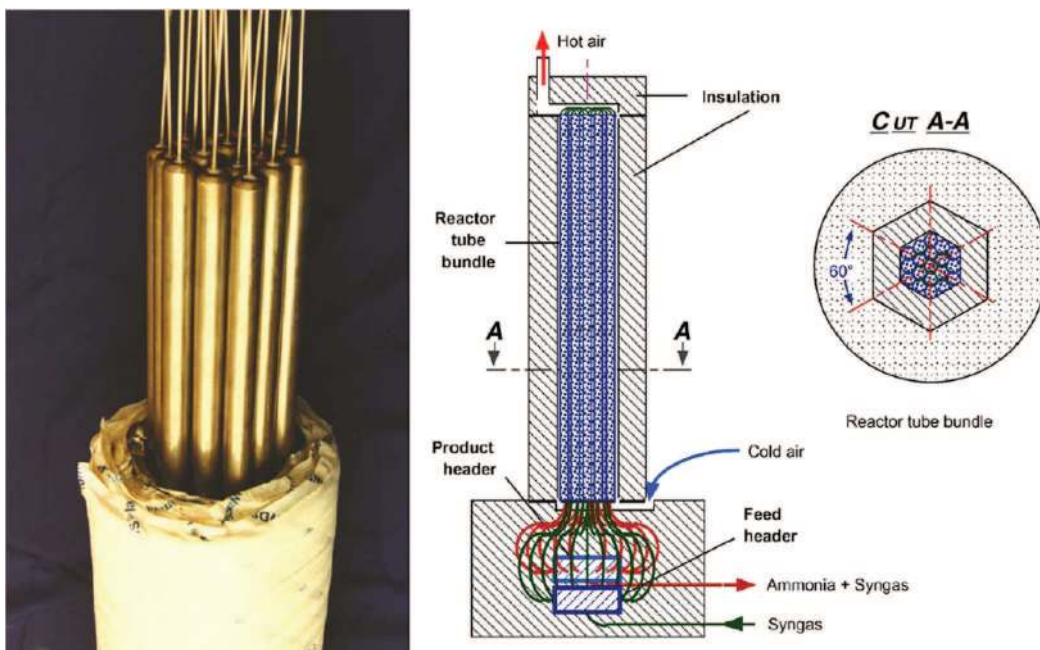 Hot air
Insulation
CUT A-A
Reactor
tube
bundle
60°
A
A
Reactor tube bundle
Product
header
Cold air
Feed
header
Ammonia + Syngas
Syngas